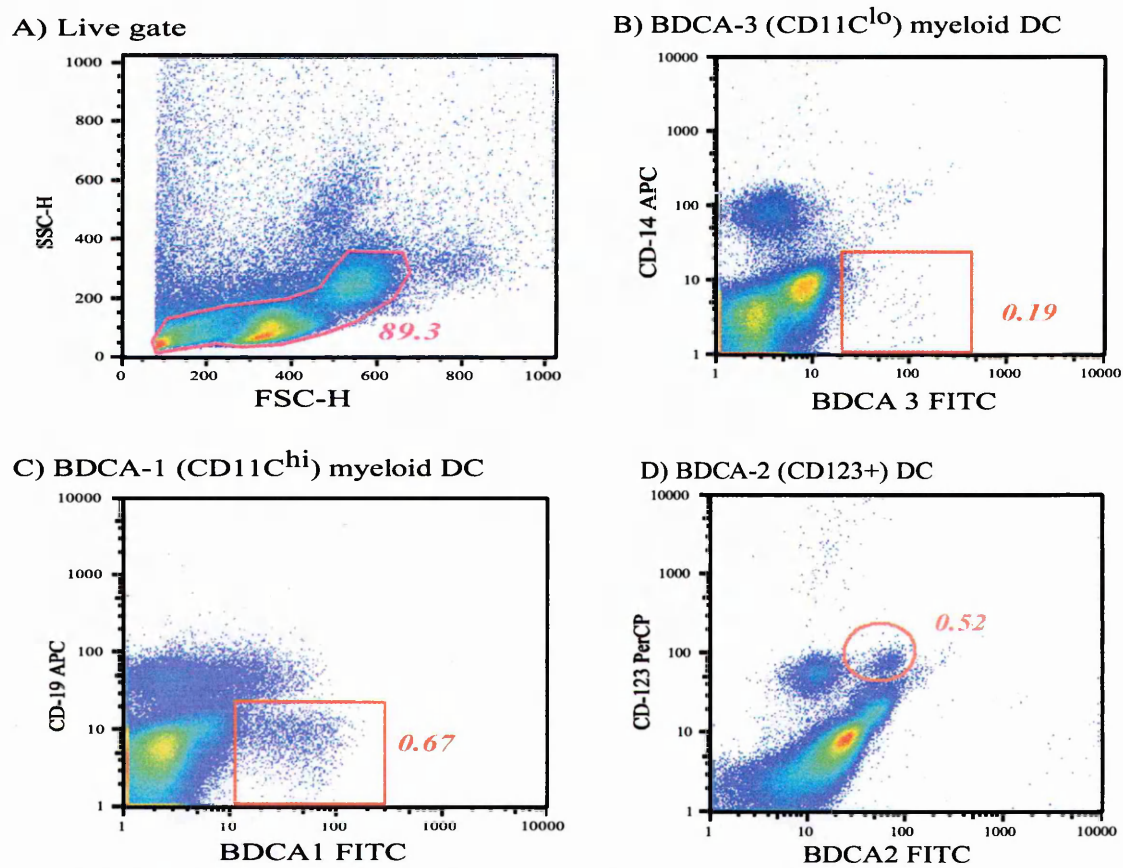 A) Live gate
1000
800
600
400
200
0
SSC-H
89.3
0 200 400 600 800 1000
FSC-H
B) BDCA-3 (CD11Clo) myeloid DC
10000
1000
100
10
1
CD-14 APC
0.19
1 10 100 1000 10000
BDCA 3 FITC
C) BDCA-1 (CD11Chi) myeloid DC
10000
1000
100
10
1
CD-19 APC
0.67
1 10 100 1000 10000
BDCA1 FITC
D) BDCA-2 (CD123+) DC
10000
1000
100
10
1
CD-123 PerCP
0.52
1 10 100 1000 10000
BDCA2 FITC